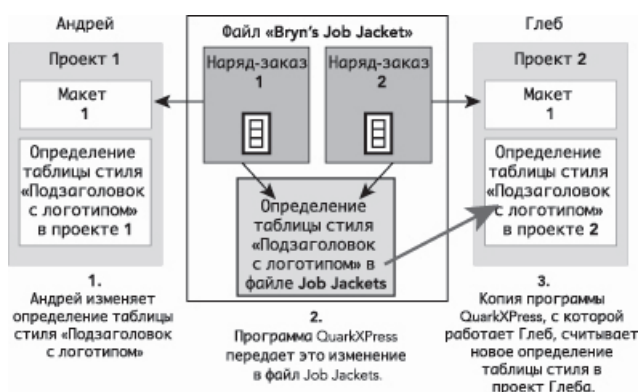 Андрей
Проект 1
Макет
1
Определение
таблицы стиля
«Подзаголовок
с логотипом»
в проекте 1
1.
Андрей изменяет
определение таблицы
стиля «Подзаголовок
с логотипом»
Файл «Bryn's Job Jacket»
Наряд-заказ
1
Наряд-заказ
2
Определение
таблицы стиля
«Подзаголовок
с логотипом» в
файле Job Jackets
2.
Программа QuarkXPress
передает это изменение
в файл Job Jackets.
Глеб
Проект 2
Макет
1
Определение
таблицы стиля
«Подзаголовок
с логотипом»
в проекте 2
3.
Копия программы
QuarkXPress, с которой
работает Глеб, считывает
новое определение
таблицы стиля в
проект Глеба.